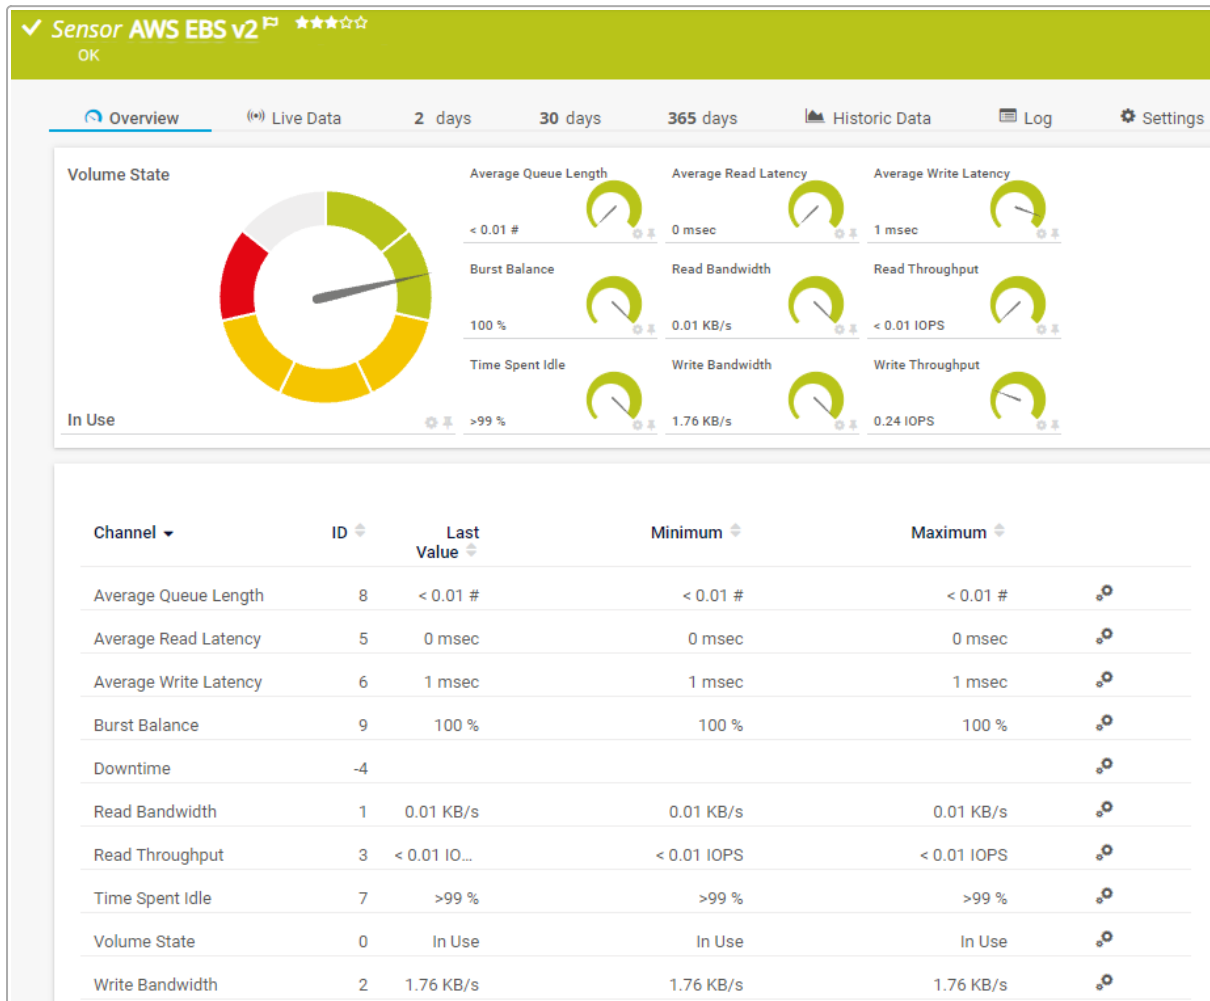 Sensor AWS EBS v2
OK
Overview Live Data 2 days 30 days 365 days Historic Data Log Settings
Volume State
In Use
Average Queue Length
< 0.01 #
Average Read Latency
0 msec
Average Write Latency
1 msec
Burst Balance
100 %
Read Bandwidth
0.01 KB/s
Read Throughput
< 0.01 IOPS
Time Spent Idle
>99 %
Write Bandwidth
1.76 KB/s
Write Throughput
0.24 IOPS
Channel ID Last Value Minimum Maximum
Average Queue Length 8 < 0.01 # < 0.01 # < 0.01 #
Average Read Latency 5 0 msec 0 msec 0 msec
Average Write Latency 6 1 msec 1 msec 1 msec
Burst Balance 9 100 % 100 % 100 %
Downtime -4
Read Bandwidth 1 0.01 KB/s 0.01 KB/s 0.01 KB/s
Read Throughput 3 < 0.01 IO... < 0.01 IOPS < 0.01 IOPS
Time Spent Idle 7 >99 % >99 % >99 %
Volume State 0 In Use In Use In Use
Write Bandwidth 2 1.76 KB/s 1.76 KB/s 1.76 KB/s